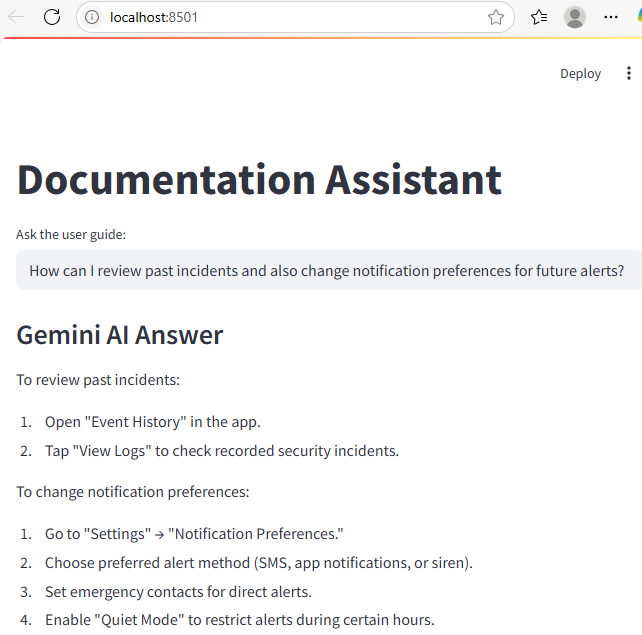 localhost:8501
Deploy
Documentation Assistant
Ask the user guide:
How can I review past incidents and also change notification preferences for future alerts?
Gemini AI Answer
To review past incidents:
1. Open "Event History" in the app.
2. Tap "View Logs" to check recorded security incidents.
To change notification preferences:
1. Go to "Settings" → "Notification Preferences."
2. Choose preferred alert method (SMS, app notifications, or siren).
3. Set emergency contacts for direct alerts.
4. Enable "Quiet Mode" to restrict alerts during certain hours.